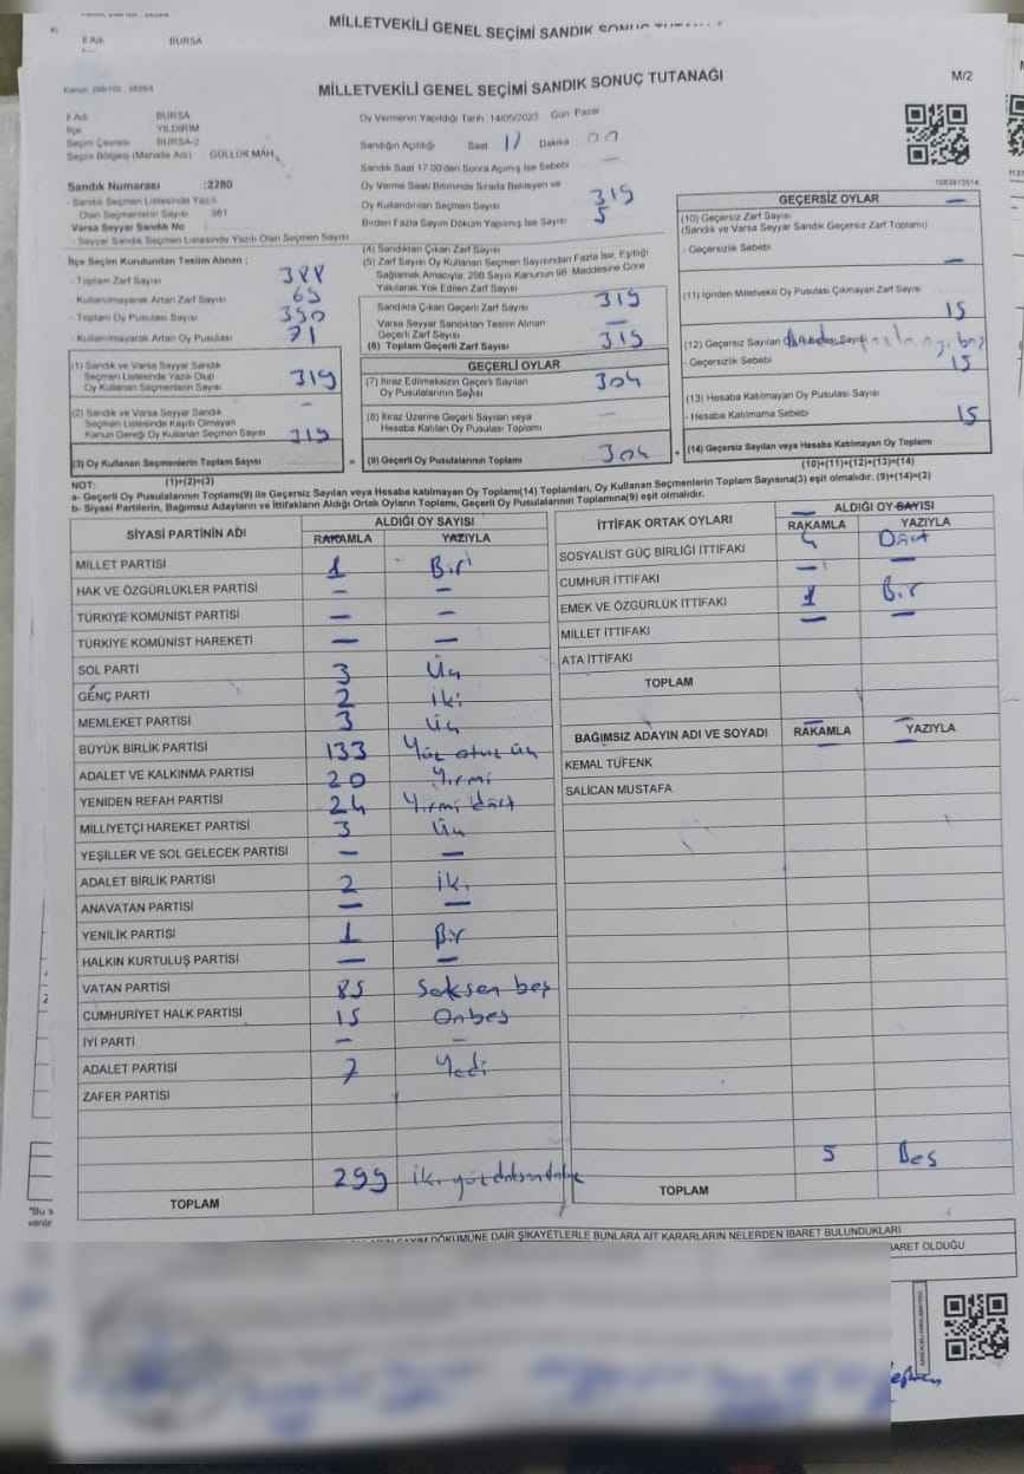 MİLLETVEKİLİ GENEL SEÇİMİ SANDIK SONUÇ
BURSA
MİLLETVEKİLİ GENEL SEÇİMİ SANDIK SONUÇ TUTANAĞI
M/2
İl Adı BURSA
İlçe YILDIRIM
Seçim Çevresi BURSA-2
Seçim Bölgesi (Mahalle Adı) GÜLLÜK MAH.
Sandık Numarası :2780
- Sandık Seçmen Listesinde Yazılı
Olan Seçmenlerin Sayısı 381
Varsa Seyyar Sandık No
- Seyyar Sandık Seçmen Listesinde Yazılı Olan Seçmen Sayısı
İlçe Seçim Kurulundan Teslim Alınan ;
- Toplam Zarf Sayısı 388
Kullanılmayarak Artan Zarf Sayısı 69
- Toplam Oy Pusulası Sayısı 390
- Kullanılmayarak Artan Oy Pusulası 71
(1) Sandık ve Varsa Seyyar Sandık
Seçmen Listesinde Yazılı Olup
Oy Kullanan Seçmenlerin Sayısı 319
(2) Sandık ve Varsa Seyyar Sandık
Seçmen Listesinde Kayıtlı Olmayan
Kanun Gereği Oy Kullanan Seçmen Sayısı -
319
(3) Oy Kullanan Seçmenlerin Toplam Sayısı
(1)+(2)=(3)
Oy Vermenin Yapıldığı Tarih 14/05/2023 Gün Pazar
Sandığın Açıldığı Saat 17 Dakika 00
Sandık Saat 17:00'den Sonra Açılmış İse Sebebi —
Oy Verme Saati Bitiminde Sırada Bekleyen ve
Oy Kullandırılan Seçmen Sayısı 319
Birden Fazla Sayım Döküm Yapılmış İse Sayısı 5
(4) Sandıktan Çıkan Zarf Sayısı
(5) Zarf Sayısı Oy Kullanan Seçmen Sayısından Fazla İse, Eşitliği
Sağlamak Amacıyla; 298 Sayılı Kanunun 98. Maddesine Göre
Yakılarak Yok Edilen Zarf Sayısı
Sandıkta Çıkan Geçerli Zarf Sayısı 319
Varsa Seyyar Sandıktan Teslim Alınan —
Geçerli Zarf Sayısı
(6) Toplam Geçerli Zarf Sayısı 319
GEÇERLİ OYLAR
(7) İtiraz Edilmeksizin Geçerli Sayılan
Oy Pusulalarının Sayısı 304
(8) İtiraz Üzerine Geçerli Sayılan veya
Hesaba Katılan Oy Pusulası Toplamı —
(9) Geçerli Oy Pusulalarının Toplamı 304
GEÇERSİZ OYLAR
(10) Geçersiz Zarf Sayısı —
(Sandık ve Varsa Seyyar Sandık Geçersiz Zarf Toplamı)
- Geçersizlik Sebebi
—
(11) İçinden Milletvekili Oy Pusulası Çıkmayan Zarf Sayısı
15
(12) Geçersiz Sayılan
Geçersizlik Sebebi 15
(13) Hesaba Katılmayan Oy Pusulası Sayısı
- Hesaba Katılmama Sebebi 15
(14) Geçersiz Sayılan veya Hesaba Katılmayan Oy Toplamı
(10)+(11)+(12)+(13)=(14)
NOT:
a- Geçerli Oy Pusulalarının Toplamı(9) ile Geçersiz Sayılan veya Hesaba katılmayan Oy Toplamı(14) Toplamları, Oy Kullanan Seçmenlerin Toplam Sayısına(3) eşit olmalıdır. (9)+(14)=(3)
b- Siyasi Partilerin, Bağımsız Adayların ve İttifakların Aldığı Ortak Oyların Toplamı, Geçerli Oy Pusulalarının Toplamına(9) eşit olmalıdır.
SİYASİ PARTİNİN ADI ALDIĞI OY SAYISI
RAKAMLA YAZIYLA
MİLLET PARTİSİ 1 Bir
HAK VE ÖZGÜRLÜKLER PARTİSİ — —
TÜRKİYE KOMÜNİST PARTİSİ — —
TÜRKİYE KOMÜNİST HAREKETİ — —
SOL PARTİ 3 Üç
GENÇ PARTİ 2 iki
MEMLEKET PARTİSİ 3 üç
BÜYÜK BİRLİK PARTİSİ 133 Yüz otuz üç
ADALET VE KALKINMA PARTİSİ 20 Yirmi
YENİDEN REFAH PARTİSİ 24 Yirmi dört
MİLLİYETÇİ HAREKET PARTİSİ 3 Üç
YEŞİLLER VE SOL GELECEK PARTİSİ — —
ADALET BİRLİK PARTİSİ 2 iki
ANAVATAN PARTİSİ — —
YENİLİK PARTİSİ 1 Bir
HALKIN KURTULUŞ PARTİSİ — —
VATAN PARTİSİ 85 Seksen beş
CUMHURİYET HALK PARTİSİ 15 Onbeş
İYİ PARTİ — —
ADALET PARTİSİ 7 Yedi
ZAFER PARTİSİ
299
TOPLAM
İTTİFAK ORTAK OYLARI ALDIĞI OY SAYISI
— RAKAMLA YAZIYLA
SOSYALİST GÜÇ BİRLİĞİ İTTİFAKI 4 Dört
CUMHUR İTTİFAKI — —
EMEK VE ÖZGÜRLÜK İTTİFAKI 1 Bir
MİLLET İTTİFAKI — —
ATA İTTİFAKI
TOPLAM
BAĞIMSIZ ADAYIN ADI VE SOYADI RAKAMLA YAZIYLA
KEMAL TÜFENK
SALİCAN MUSTAFA
5 Beş
TOPLAM
DÖKÜMÜNE DAİR ŞİKAYETLERLE BUNLARA AİT KARARLARIN NELERDEN İBARET BULUNDUKLARI
İBARET OLDUĞU